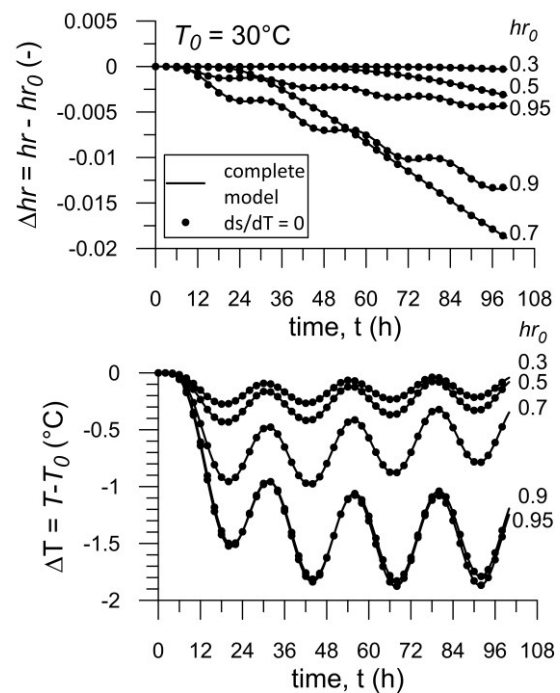 0.005
T0 = 30°C
hr0
0
0.3
0.5
-0.005
0.95
Δhr = hr - hr0 (-)
-0.01
complete
model
ds/dT = 0
0.9
-0.015
0.7
-0.02
0 12 24 36 48 60 72 84 96 108
time, t (h)
hr0
0
0.3
0.5
0.7
-0.5
ΔT = T-T0 (°C)
-1
0.9
0.95
-1.5
-2
0 12 24 36 48 60 72 84 96 108
time, t (h)